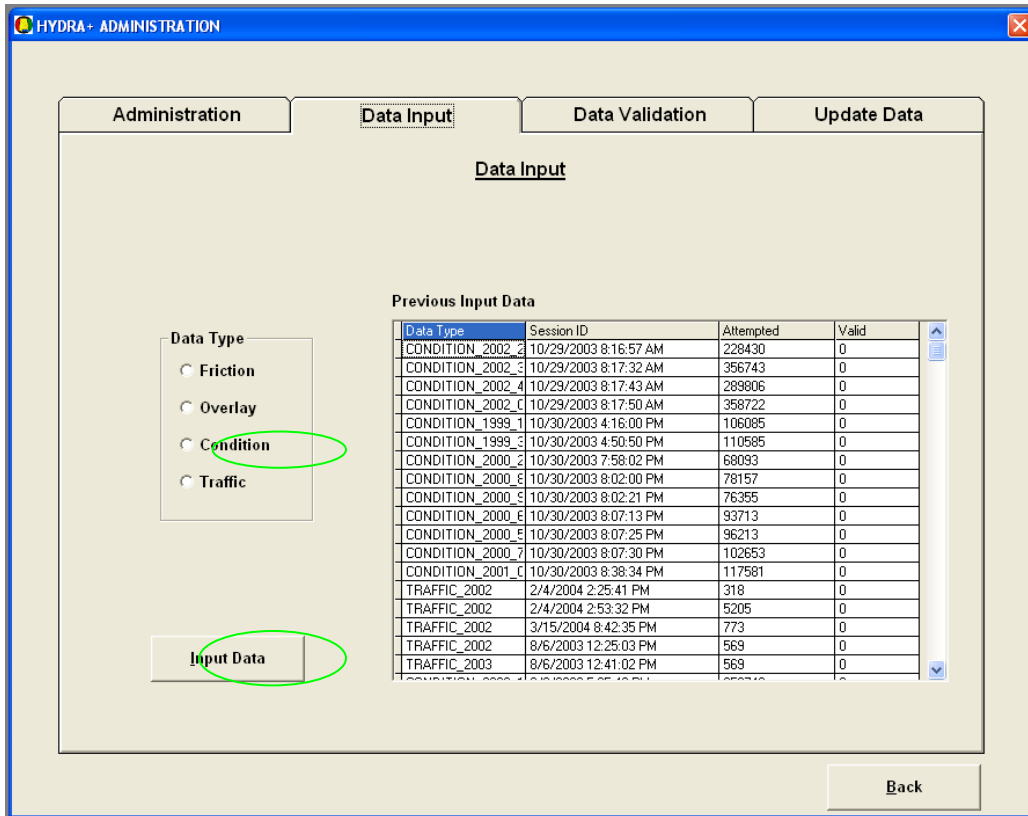 HYDRA+ ADMINISTRATION
Administration Data Input Data Validation Update Data
Data Input
Previous Input Data
Data Type
Friction
Overlay
Condition
Traffic
Input Data
Data Type Session ID Attempted Valid
CONDITION_2002_2 10/29/2003 8:16:57 AM 228430 0
CONDITION_2002_3 10/29/2003 8:17:32 AM 356743 0
CONDITION_2002_4 10/29/2003 8:17:43 AM 289806 0
CONDITION_2002_0 10/29/2003 8:17:50 AM 358722 0
CONDITION_1999_1 10/30/2003 4:16:00 PM 106085 0
CONDITION_1999_3 10/30/2003 4:50:50 PM 110585 0
CONDITION_2000_2 10/30/2003 7:58:02 PM 68093 0
CONDITION_2000_8 10/30/2003 8:02:00 PM 78157 0
CONDITION_2000_9 10/30/2003 8:02:21 PM 76355 0
CONDITION_2000_6 10/30/2003 8:07:13 PM 93713 0
CONDITION_2000_5 10/30/2003 8:07:25 PM 96213 0
CONDITION_2000_7 10/30/2003 8:07:30 PM 102653 0
CONDITION_2001_0 10/30/2003 8:38:34 PM 117581 0
TRAFFIC_2002 2/4/2004 2:25:41 PM 318 0
TRAFFIC_2002 2/4/2004 2:53:32 PM 5205 0
TRAFFIC_2002 3/15/2004 8:42:35 PM 773 0
TRAFFIC_2002 8/6/2003 12:25:03 PM 569 0
TRAFFIC_2003 8/6/2003 12:41:02 PM 569 0
Back